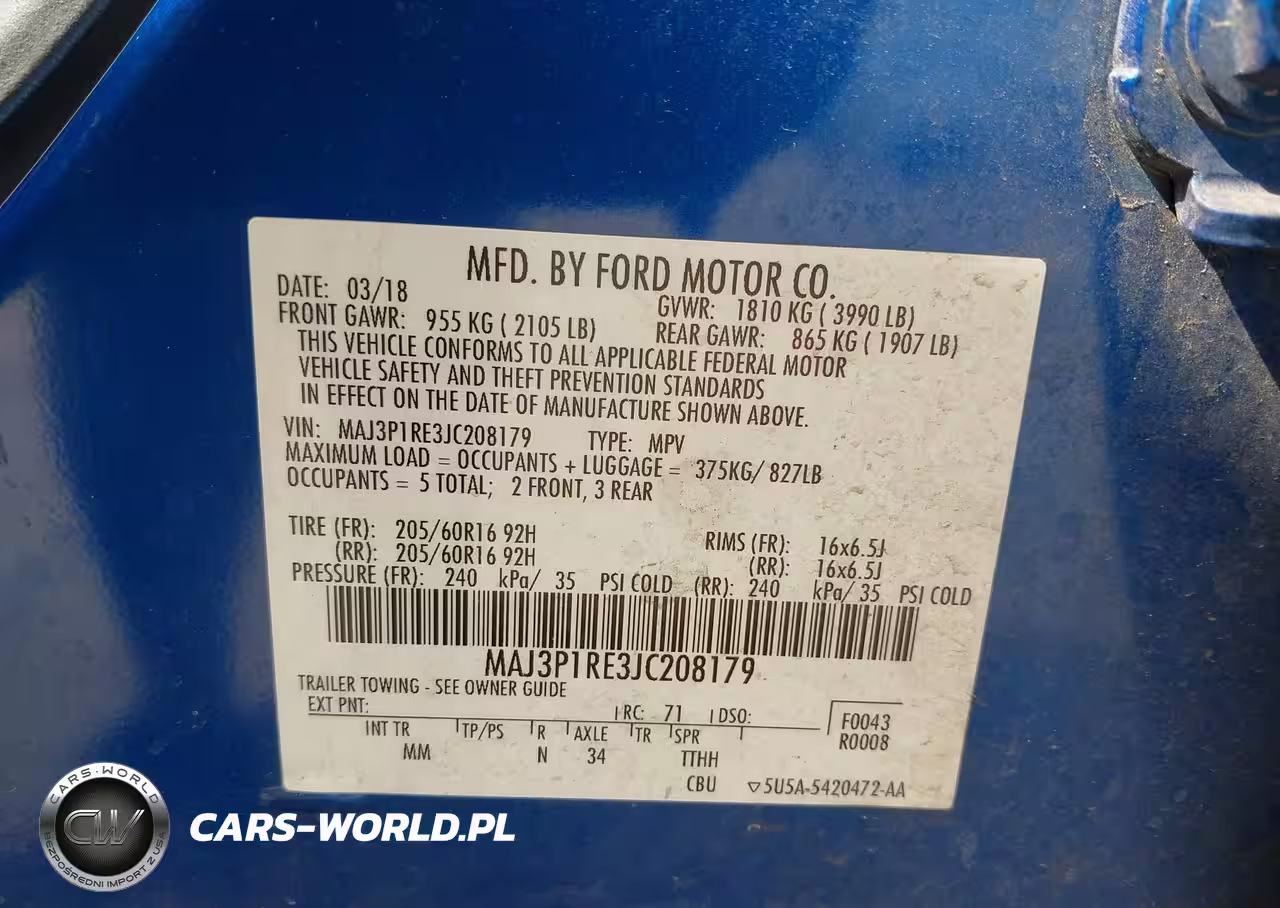 MFD. BY FORD MOTOR CO.
DATE: 03/18 GVWR: 1810 KG ( 3990 LB)
FRONT GAWR: 955 KG ( 2105 LB) REAR GAWR: 865 KG ( 1907 LB)
THIS VEHICLE CONFORMS TO ALL APPLICABLE FEDERAL MOTOR
VEHICLE SAFETY AND THEFT PREVENTION STANDARDS
IN EFFECT ON THE DATE OF MANUFACTURE SHOWN ABOVE.
VIN: MAJ3P1RE3JC208179 TYPE: MPV
MAXIMUM LOAD = OCCUPANTS + LUGGAGE = 375KG/ 827LB
OCCUPANTS = 5 TOTAL; 2 FRONT, 3 REAR
TIRE (FR): 205/60R16 92H RIMS (FR): 16x6.5J
(RR): 205/60R16 92H (RR): 16x6.5J
PRESSURE (FR): 240 kPa/ 35 PSI COLD (RR): 240 kPa/ 35 PSI COLD
MAJ3P1RE3JC208179
TRAILER TOWING - SEE OWNER GUIDE
EXT PNT: RC: 71 DSO: F0043
INT TR TP/PS R AXLE TR SPR R0008
MM N 34 TTHH
CBU ▽5U5A-5420472-AA
CARS-WORLD
CW
BEZPOŚREDNI IMPORT Z USA
CARS-WORLD.PL